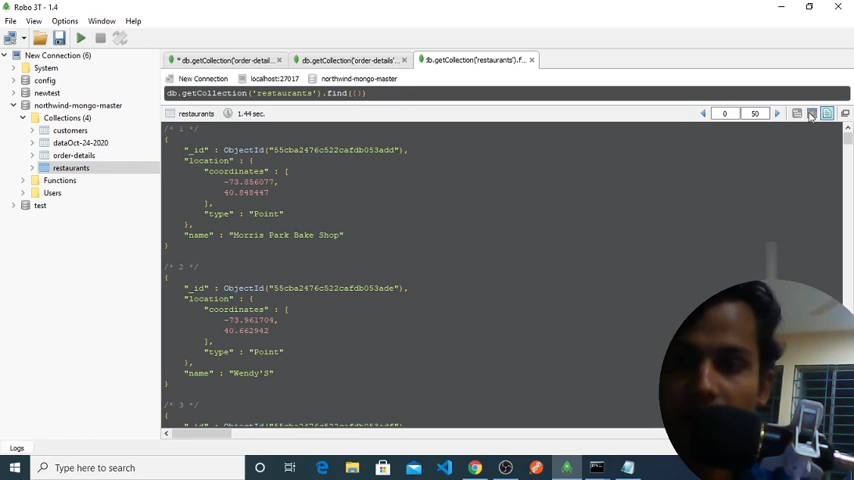 Robo 3T - 1.4
File View Options Window Help
New Connection (6)
System
config
newtest
northwind-mongo-master
Collections (4)
customers
dataOct-24-2020
order-details
restaurants
Functions
Users
test
* db.getCollection('order-detail...
db.getCollection('order-details'...
db.getCollection('restaurants').f...
New Connection localhost:27017 northwind-mongo-master
db.getCollection('restaurants').find({})
restaurants 1.44 sec. 0 50
/* 1 */
{
"_id" : ObjectId("55cba2476c522cafdb053add"),
"location" : {
"coordinates" : [
-73.856077,
40.848447
],
"type" : "Point"
},
"name" : "Morris Park Bake Shop"
}
/* 2 */
{
"_id" : ObjectId("55cba2476c522cafdb053ade"),
"location" : {
"coordinates" : [
-73.961704,
40.662942
],
"type" : "Point"
},
"name" : "Wendy'S"
}
/* 3 */
{
Logs
Type here to search